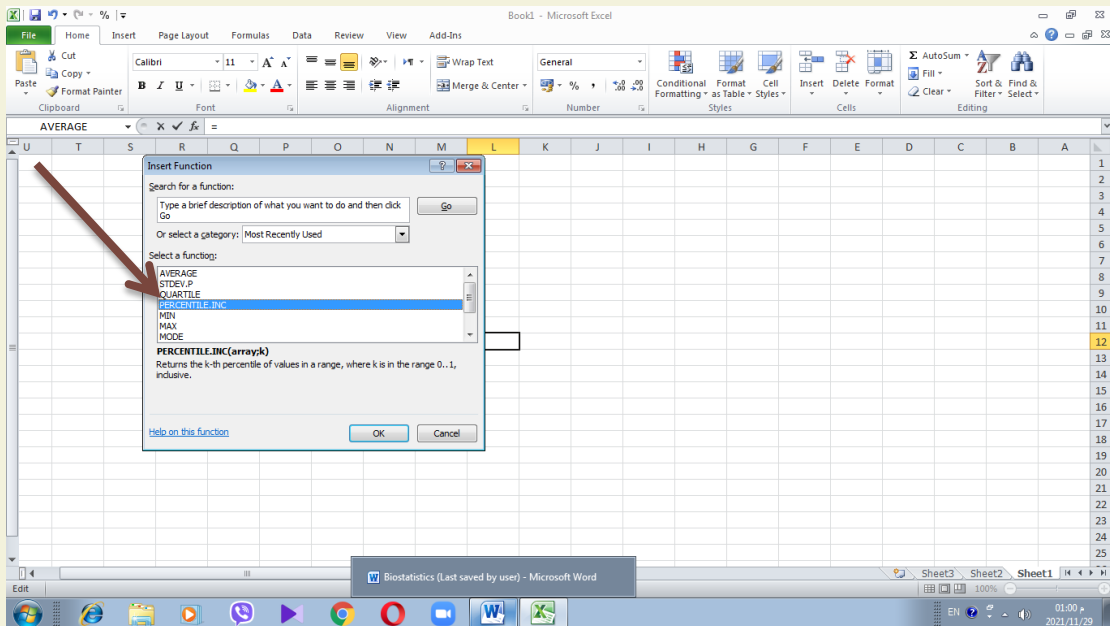 Book1 - Microsoft Excel
File Home Insert Page Layout Formulas Data Review View Add-Ins
Paste
Cut
Copy
Format Painter
Clipboard
Calibri 11 A A
B I U A
Font
Wrap Text
Merge & Center
Alignment
General
% , .0 .00 .00 .0
Number
Conditional Formatting
Format as Table
Cell Styles
Styles
Insert Delete Format
Cells
Σ AutoSum
Fill
Clear
Sort & Filter
Find & Select
Editing
AVERAGE fx =
U T S R Q P O N M L K J I H G F E D C B A
1
2
3
4
5
6
7
8
9
10
11
12
13
14
15
16
17
18
19
20
21
22
23
24
25
Insert Function
Search for a function:
Type a brief description of what you want to do and then click
Go
Go
Or select a category: Most Recently Used
Select a function:
AVERAGE
STDEV.P
QUARTILE
PERCENTILE.INC
MIN
MAX
MODE
PERCENTILE.INC(array;k)
Returns the k-th percentile of values in a range, where k is in the range 0..1,
inclusive.
Help on this function
OK Cancel
Biostatistics (Last saved by user) - Microsoft Word
Sheet3 Sheet2 Sheet1
Edit 100%
EN 01:00 م
2021/11/29